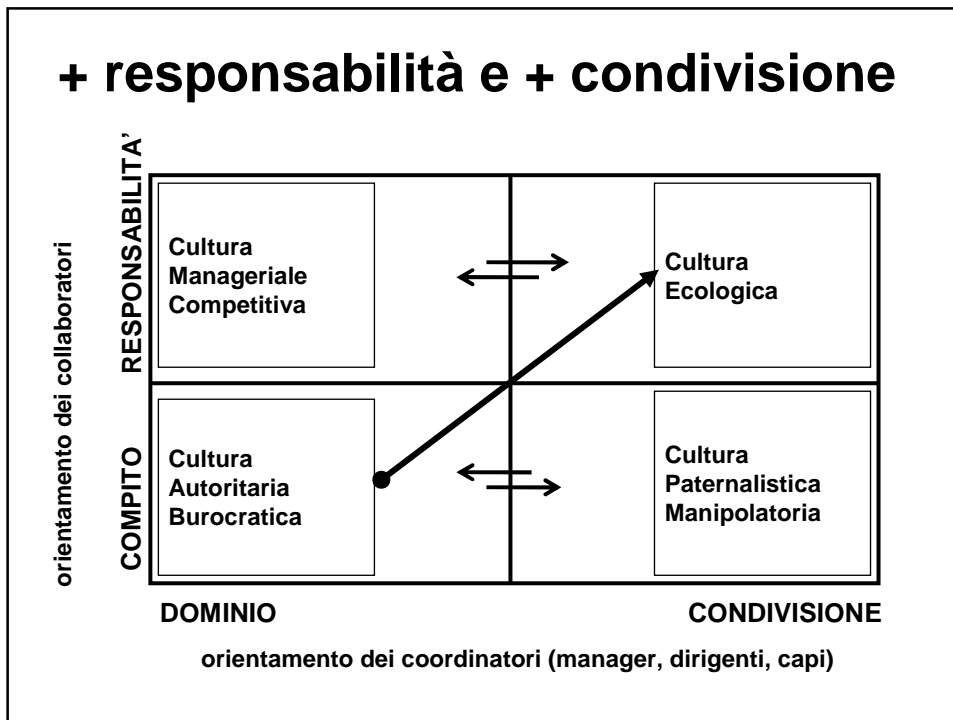 + responsabilità e + condivisione
orientamento dei collaboratori
RESPONSABILITA'
COMPITO
Cultura
Manageriale
Competitiva
Cultura
Ecologica
Cultura
Autoritaria
Burocratica
Cultura
Paternalistica
Manipolatoria
DOMINIO
CONDIVISIONE
orientamento dei coordinatori (manager, dirigenti, capi)